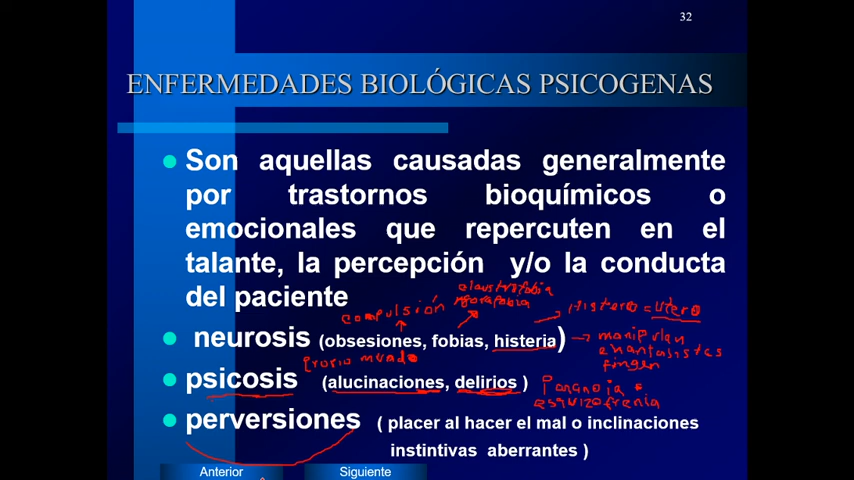 32
ENFERMEDADES BIOLÓGICAS PSICOGENAS
Son aquellas causadas generalmente
por trastornos bioquímicos o
emocionales que repercuten en el
talante, la percepción y/o la conducta
del paciente
claustrofobia
agorafobia
compulsión
Histero = Utero
neurosis (obsesiones, fobias, histeria)
manipulan
fingen
Propio mundo
psicosis (alucinaciones, delirios )
Paranoia
esquizofrenia
perversiones ( placer al hacer el mal o inclinaciones
instintivas aberrantes )
Anterior Siguiente